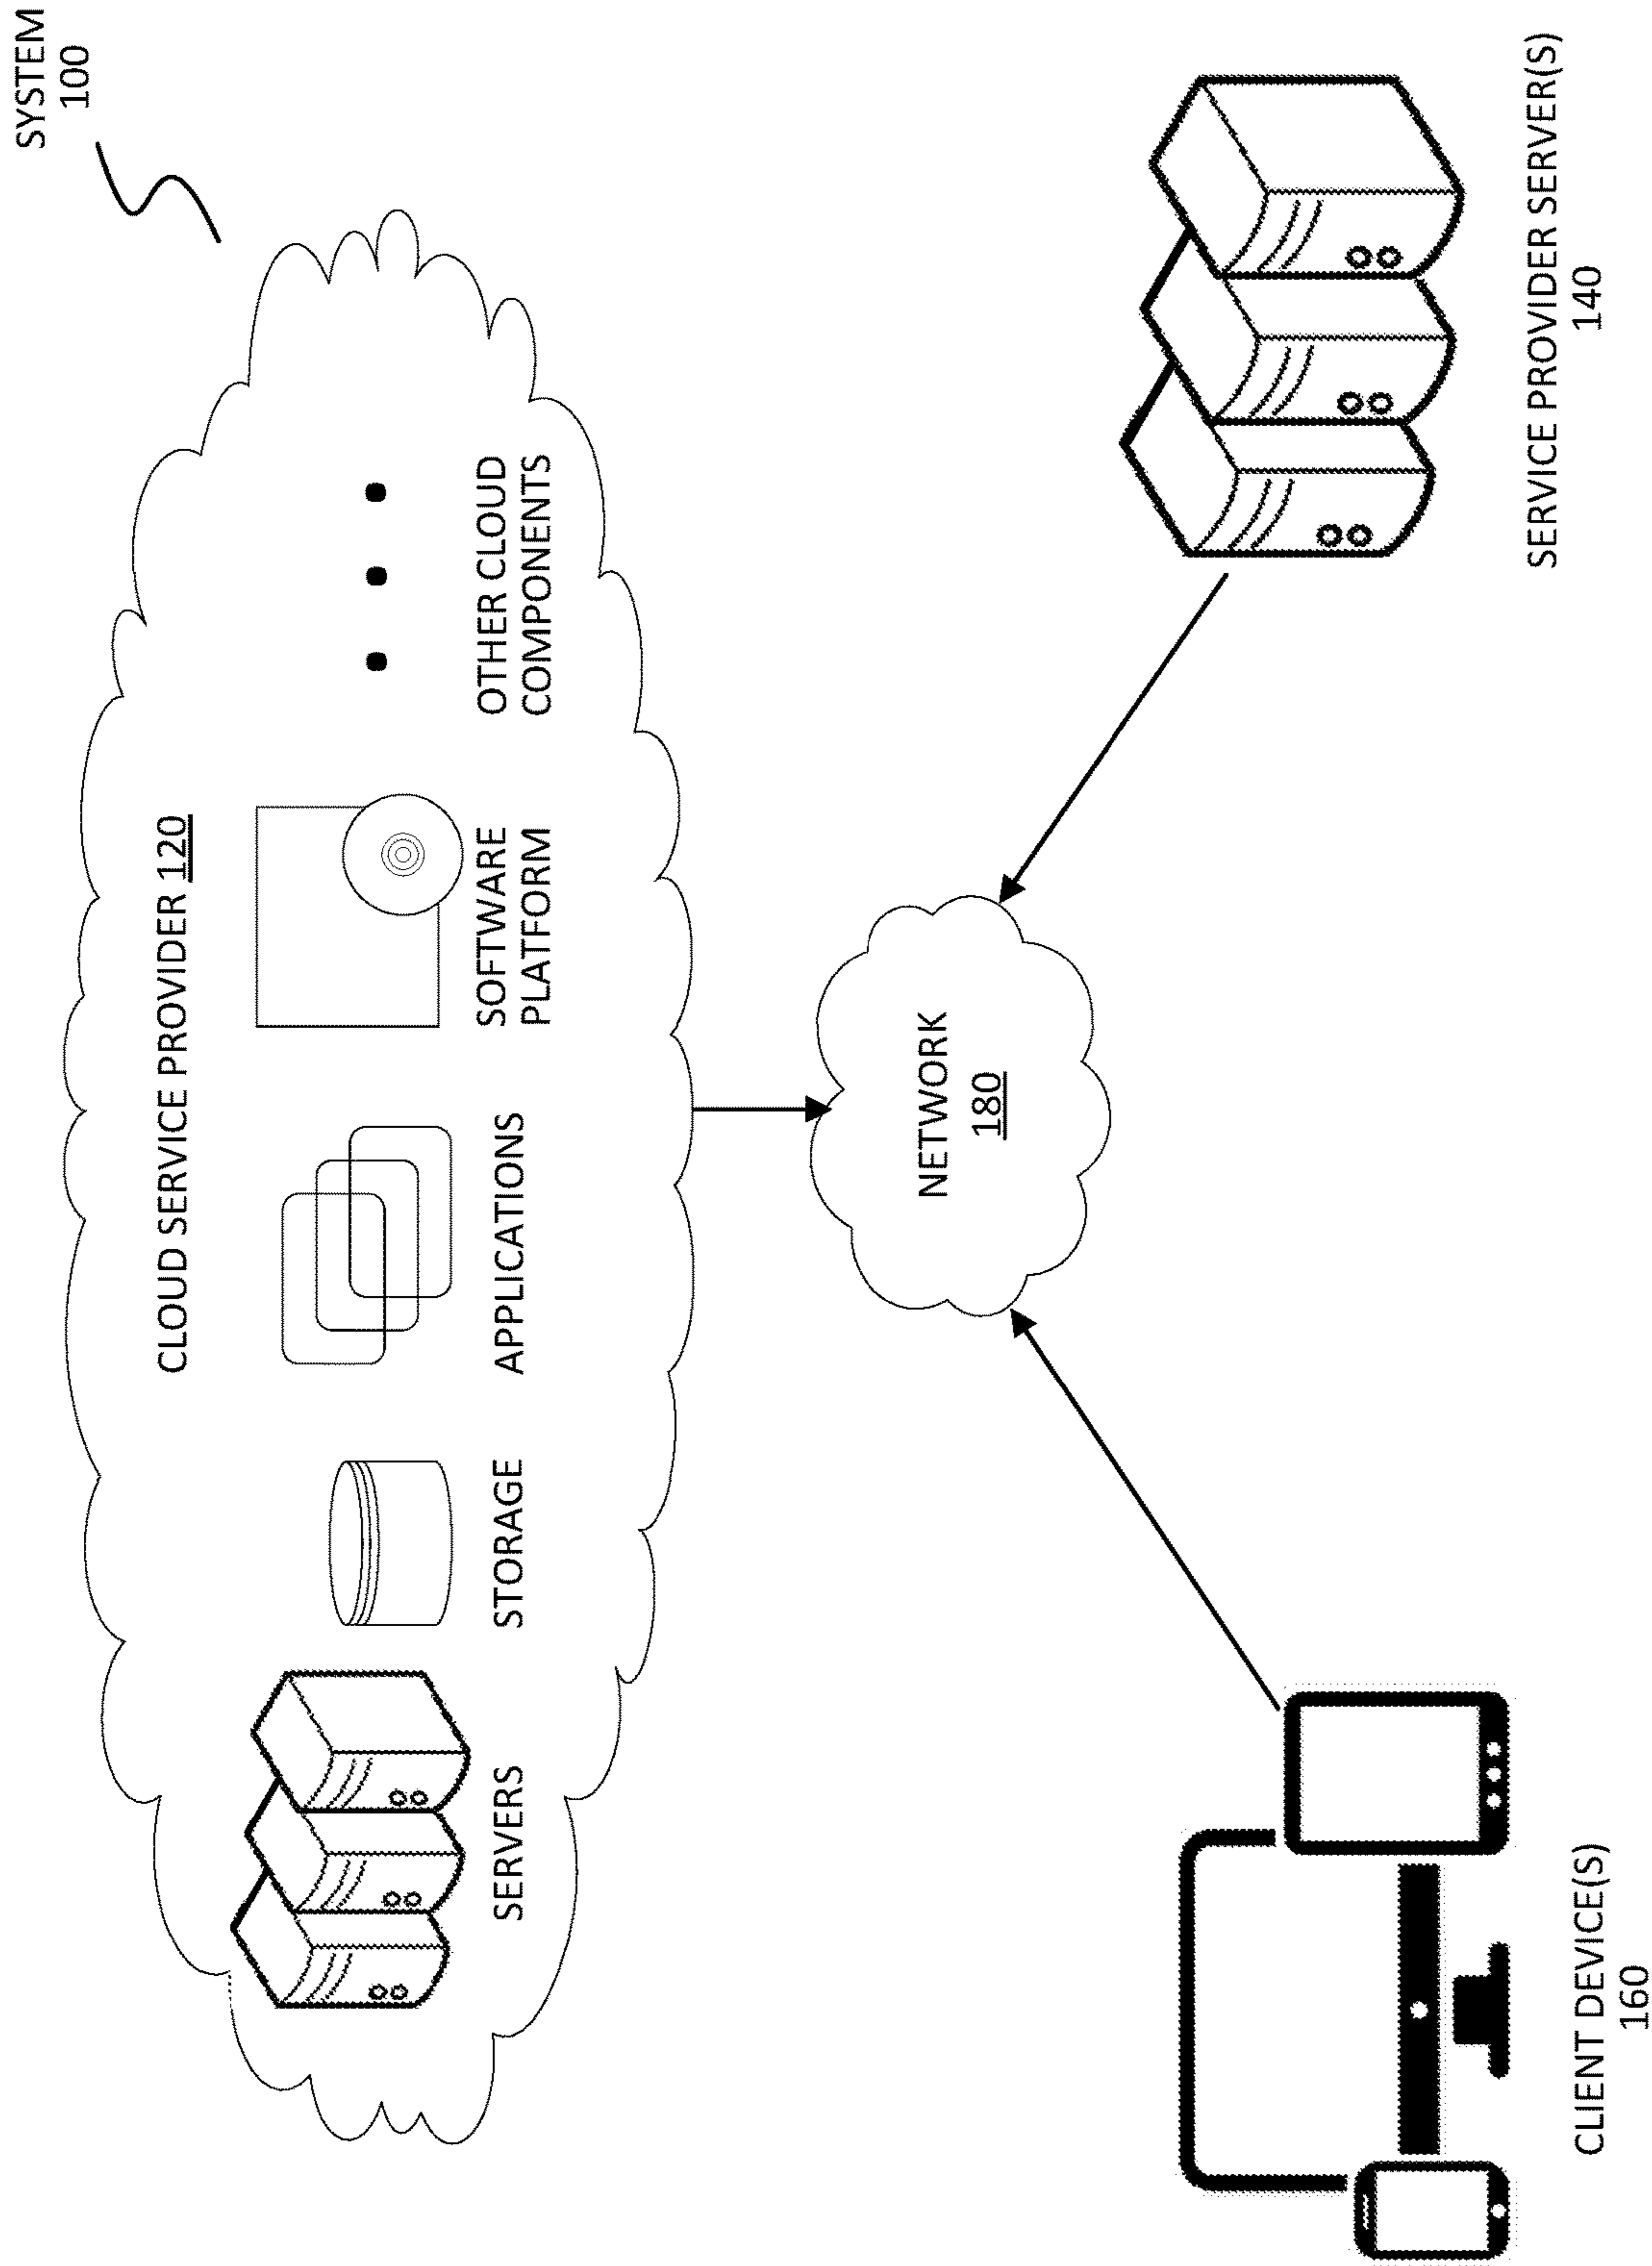 SYSTEM
100
CLOUD SERVICE PROVIDER 120
SERVERS
STORAGE
APPLICATIONS
SOFTWARE
PLATFORM
OTHER CLOUD
COMPONENTS
NETWORK
180
CLIENT DEVICE(S)
160
SERVICE PROVIDER SERVER(S)
140